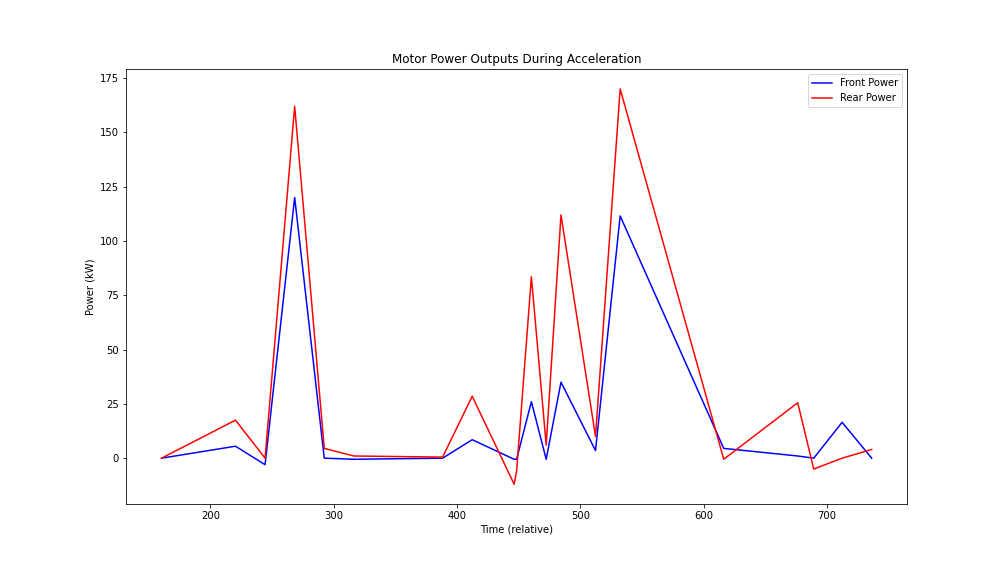 Motor Power Outputs During Acceleration
Front Power
Rear Power
175
150
125
100
75
50
25
0
Power (kW)
200 300 400 500 600 700
Time (relative)